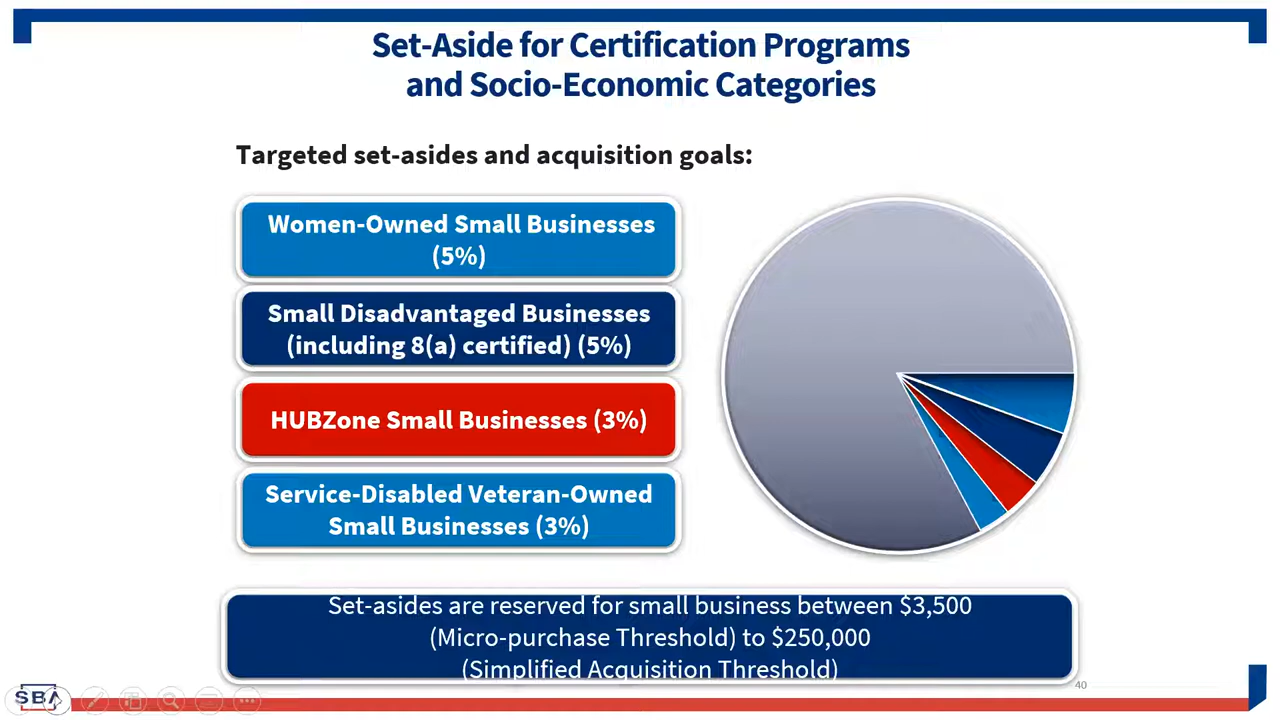 Set-Aside for Certification Programs
and Socio-Economic Categories
Targeted set-asides and acquisition goals:
Women-Owned Small Businesses
(5%)
Small Disadvantaged Businesses
(including 8(a) certified) (5%)
HUBZone Small Businesses (3%)
Service-Disabled Veteran-Owned
Small Businesses (3%)
Set-asides are reserved for small business between $3,500
(Micro-purchase Threshold) to $250,000
(Simplified Acquisition Threshold)
40
SBA